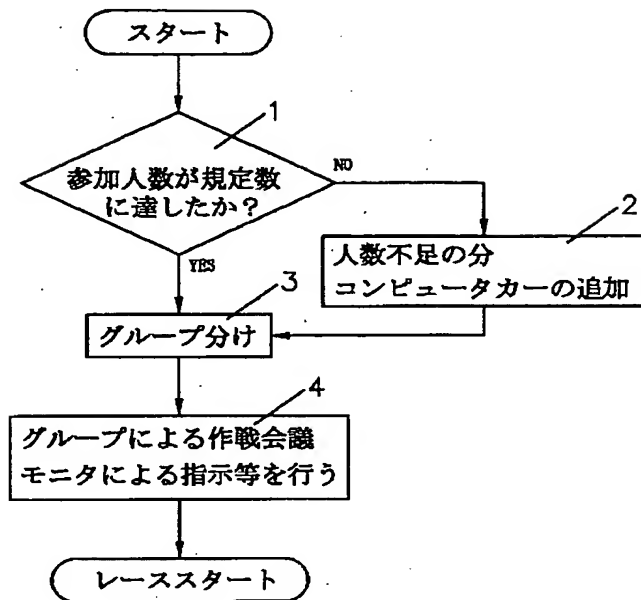 スタート
1
参加人数が規定数
に達したか？
NO
2
人数不足の分
コンピュータカーの追加
YES
3
グループ分け
4
グループによる作戦会議
モニタによる指示等を行う
レーススタート